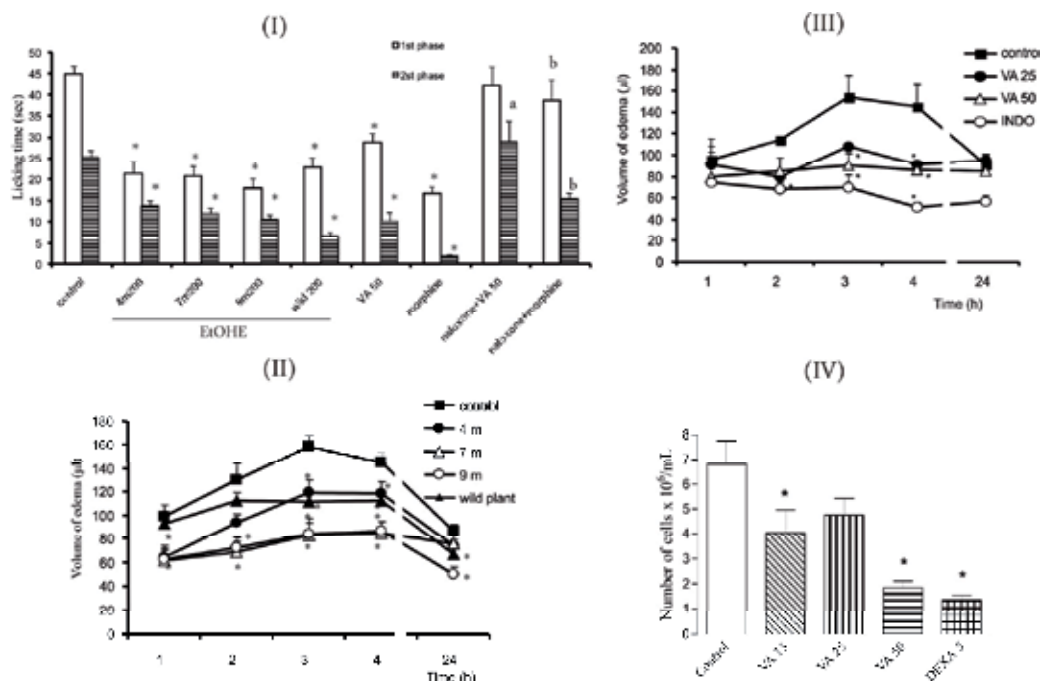 (I)
1st phase
2st phase
Licking time (sec)
50
45
40
35
30
25
20
15
10
5
0
* * * * * * * * * * * * a b b
control
4m200
7m200
9m200
wild 200
VA 50
morphine
naloxone+VA 50
naloxone+morphine
EtOHE
(III)
control
VA 25
VA 50
INDO
Volume of edema (µl)
200
180
160
140
120
100
80
60
40
20
0
1 2 3 4 24
Time (h)
(II)
4 m
7 m
9 m
wild plant
Volume of edema (µl)
180
160
140
120
100
80
60
40
20
0
1 2 3 4 24
Time (h)
(IV)
Number of cells x 10⁶/mL
8
7
6
5
4
3
2
1
0
* * *
Control
VA 25